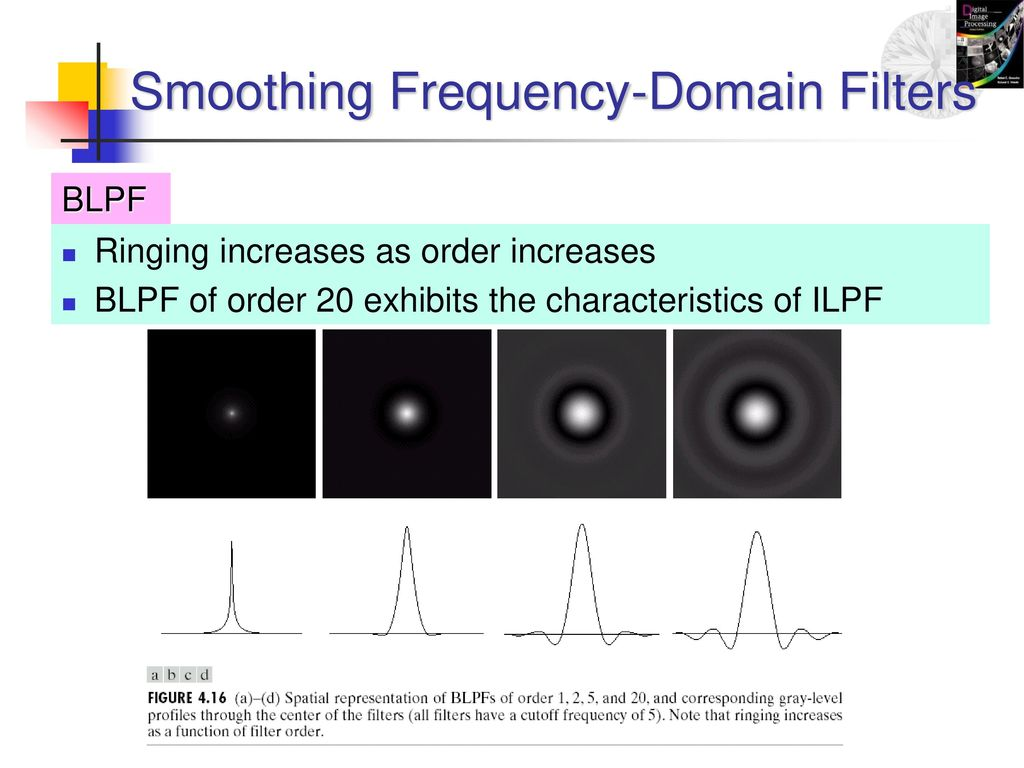 Digital
Image
Processing
Smoothing Frequency-Domain Filters
BLPF
Ringing increases as order increases
BLPF of order 20 exhibits the characteristics of ILPF
a b c d
FIGURE 4.16 (a)–(d) Spatial representation of BLPFs of order 1, 2, 5, and 20, and corresponding gray-level
profiles through the center of the filters (all filters have a cutoff frequency of 5). Note that ringing increases
as a function of filter order.